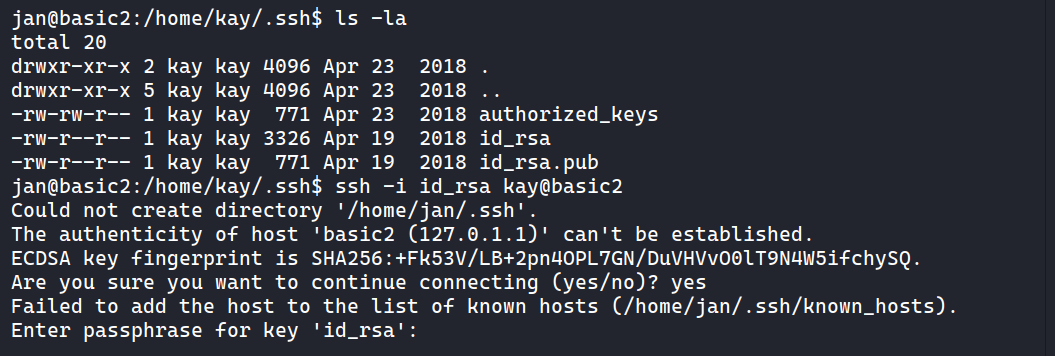 jan@basic2:/home/kay/.ssh$ ls -la
total 20
drwxr-xr-x 2 kay kay 4096 Apr 23  2018 .
drwxr-xr-x 5 kay kay 4096 Apr 23  2018 ..
-rw-rw-r-- 1 kay kay  771 Apr 23  2018 authorized_keys
-rw-r--r-- 1 kay kay 3326 Apr 19  2018 id_rsa
-rw-r--r-- 1 kay kay  771 Apr 19  2018 id_rsa.pub
jan@basic2:/home/kay/.ssh$ ssh -i id_rsa kay@basic2
Could not create directory '/home/jan/.ssh'.
The authenticity of host 'basic2 (127.0.1.1)' can't be established.
ECDSA key fingerprint is SHA256:+Fk53V/LB+2pn4OPL7GN/DuVHVvO0lT9N4W5ifchySQ.
Are you sure you want to continue connecting (yes/no)? yes
Failed to add the host to the list of known hosts (/home/jan/.ssh/known_hosts).
Enter passphrase for key 'id_rsa':